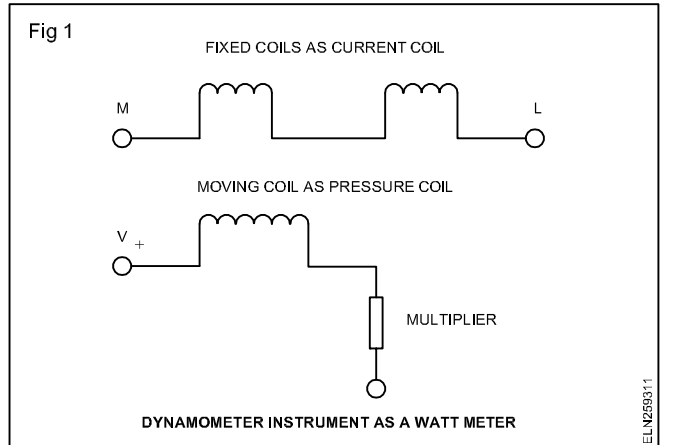 Fig 1
FIXED COILS AS CURRENT COIL
M
L
MOVING COIL AS PRESSURE COIL
V +
MULTIPLIER
DYNAMOMETER INSTRUMENT AS A WATT METER
ELN259311